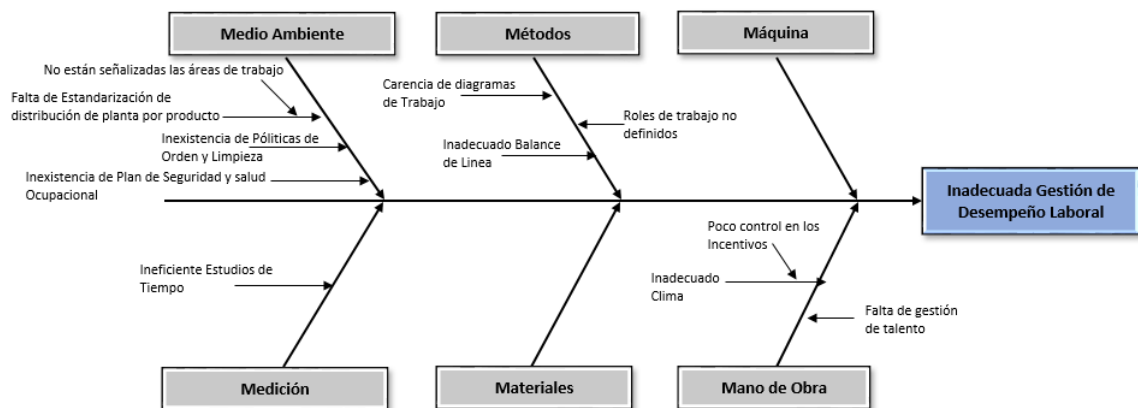 Medio Ambiente
Métodos
Máquina
No están señalizadas las áreas de trabajo
Falta de Estandarización de
distribución de planta por producto
Inexistencia de Póliticas de
Orden y Limpieza
Inexistencia de Plan de Seguridad y salud
Ocupacional
Carencia de diagramas
de Trabajo
Roles de trabajo no
definidos
Inadecuado Balance
de Linea
Inadecuada Gestión de
Desempeño Laboral
Ineficiente Estudios de
Tiempo
Poco control en los
Incentivos
Inadecuado
Clima
Falta de gestión
de talento
Medición
Materiales
Mano de Obra